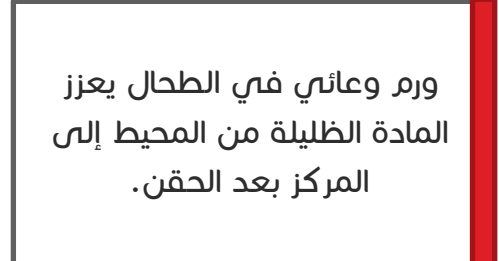 ورم وعائي في الطحال يعزز
المادة الظليلة من المحيط إلى
المركز بعد الحقن.